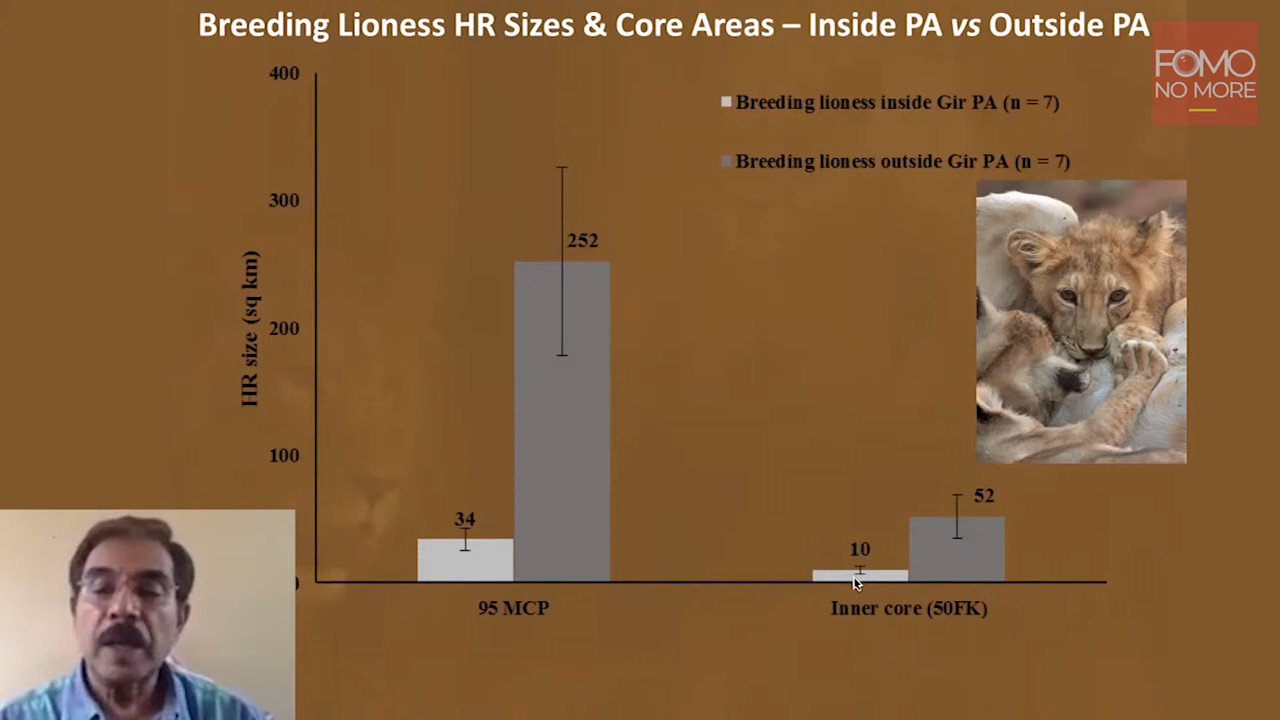 Breeding Lioness HR Sizes & Core Areas – Inside PA vs Outside PA
FOMO
NO MORE
400
300
200
100
0
HR size (sq km)
Breeding lioness inside Gir PA (n = 7)
Breeding lioness outside Gir PA (n = 7)
34
252
10
52
95 MCP
Inner core (50FK)